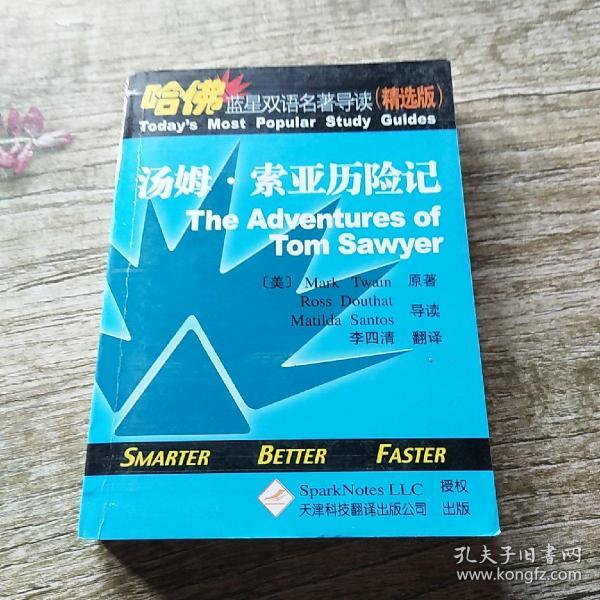 哈佛蓝星双语名著导读(精选版)
Today's Most Popular Study Guides
汤姆·索亚历险记
The Adventures of
Tom Sawyer
〔美〕 Mark Twain 原著
Ross Douthat
Matilda Santos 导读
李四清 翻译
SMARTER BETTER FASTER
SparkNotes LLC 授权
天津科技翻译出版公司 出版
孔夫子旧书网
www.kongfz.com